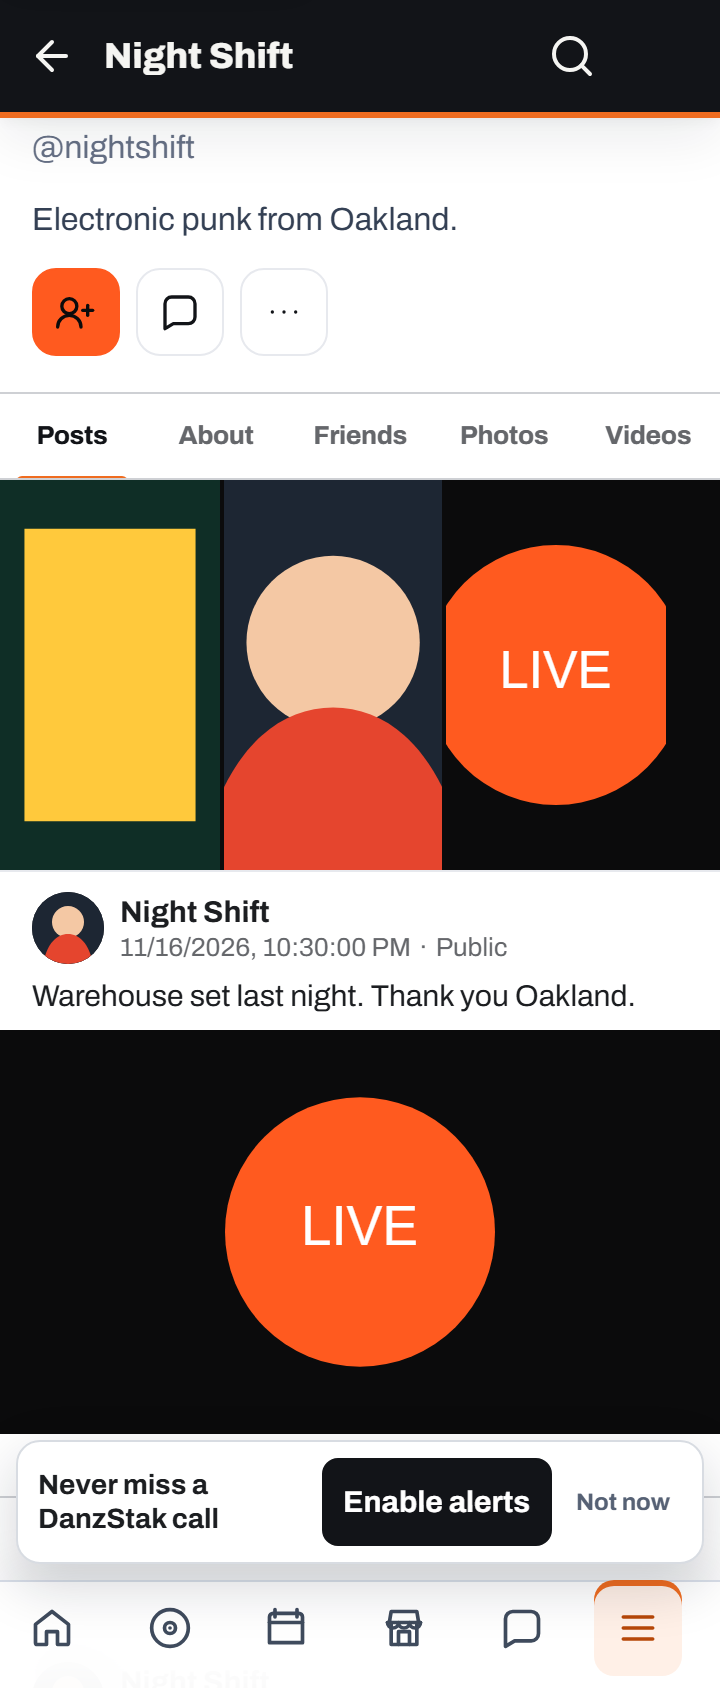 Night Shift
@nightshift
Electronic punk from Oakland.
Posts About Friends Photos Videos
LIVE
Night Shift
11/16/2026, 10:30:00 PM · Public
Warehouse set last night. Thank you Oakland.
LIVE
Never miss a
DanzStak call
Enable alerts
Not now
Night Shift